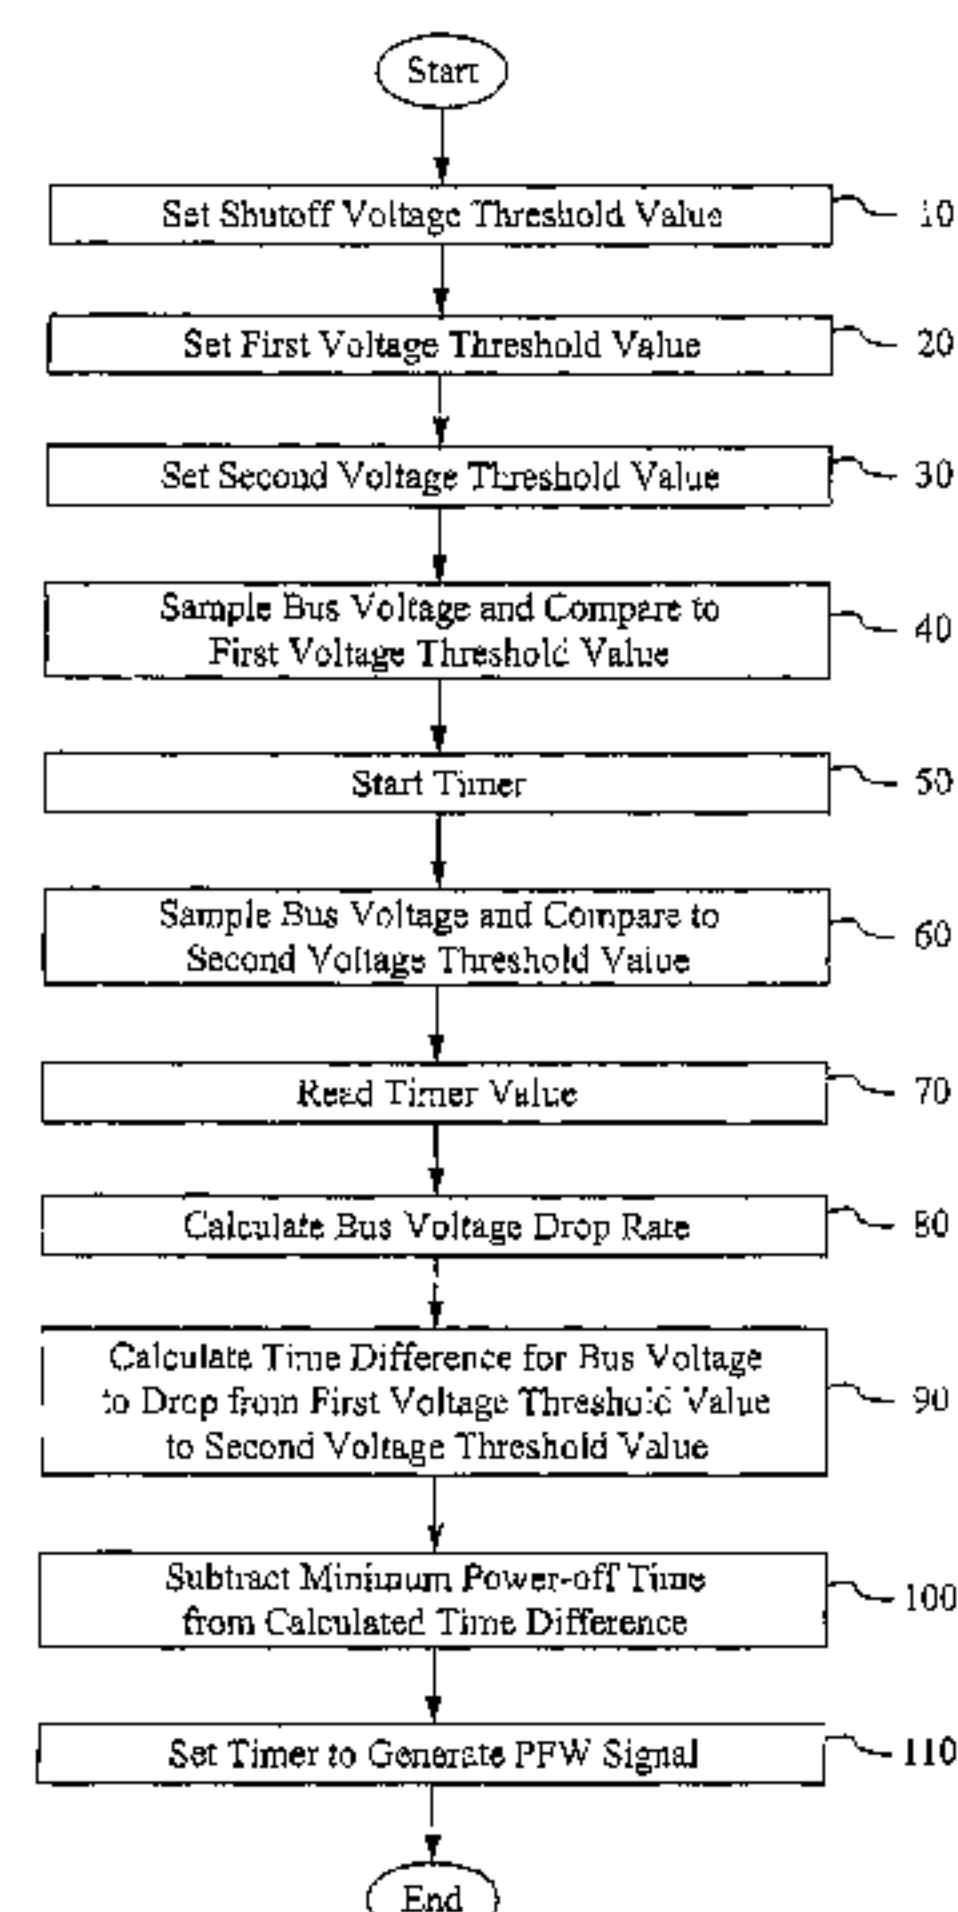 Start
Set Shutoff Voltage Threshold Value
10
Set First Voltage Threshold Value
20
Set Second Voltage Threshold Value
30
Sample Bus Voltage and Compare to
First Voltage Threshold Value
40
Start Timer
50
Sample Bus Voltage and Compare to
Second Voltage Threshold Value
60
Read Timer Value
70
Calculate Bus Voltage Drop Rate
80
Calculate Time Difference for Bus Voltage
to Drop from First Voltage Threshold Value
to Second Voltage Threshold Value
90
Subtract Minimum Power-off Time
from Calculated Time Difference
100
Set Timer to Generate PFW Signal
110
End